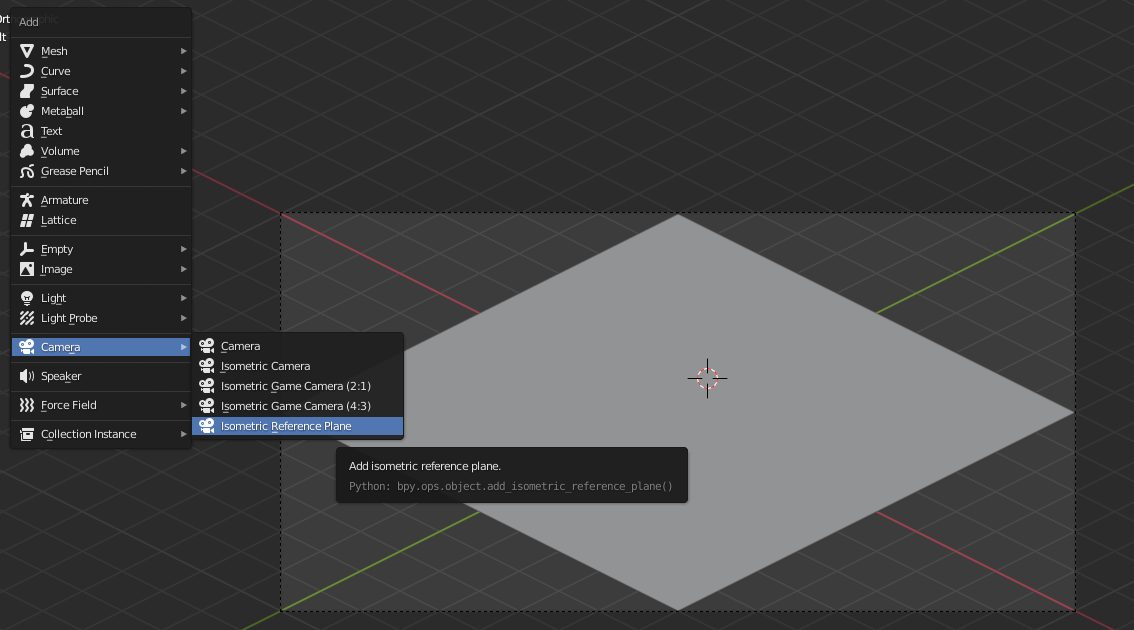 Add
Mesh
Curve
Surface
Metaball
Text
Volume
Grease Pencil
Armature
Lattice
Empty
Image
Light
Light Probe
Camera
Speaker
Force Field
Collection Instance
Camera
Isometric Camera
Isometric Game Camera (2:1)
Isometric Game Camera (4:3)
Isometric Reference Plane
Add isometric reference plane.
Python: bpy.ops.object.add_isometric_reference_plane()